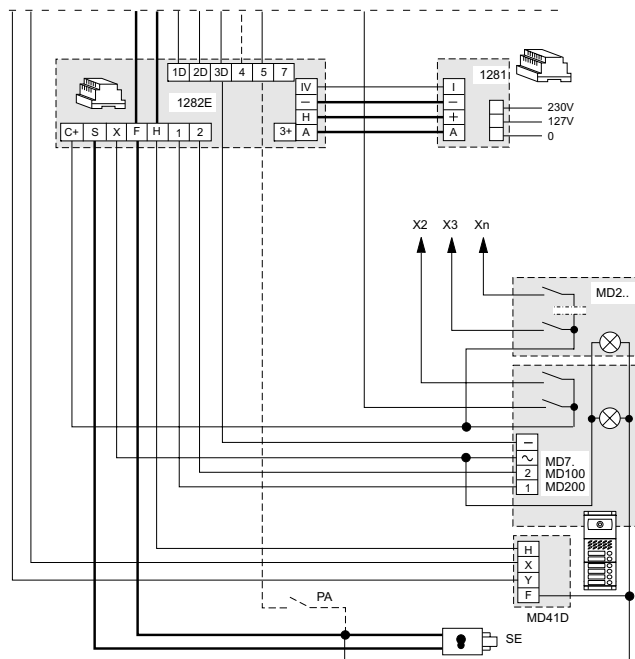 1D 2D 3D 4 5 7
1282E
IV
–
H
3+ A
C+ S X F H 1 2
1281
I
–
+
A
230V
127V
0
X2 X3 Xn
MD2..
–
~
2
1
MD7.
MD100
MD200
H
X
Y
F
MD41D
PA
SE